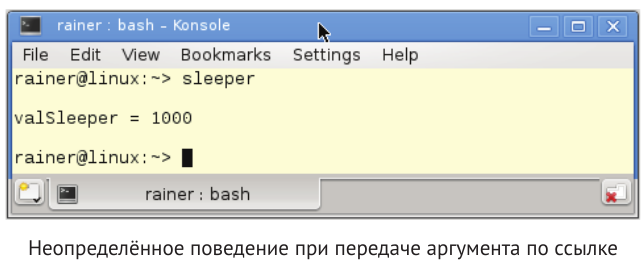 rainer : bash – Konsole
File Edit View Bookmarks Settings Help
rainer@linux:~> sleeper
valSleeper = 1000
rainer@linux:~>
rainer : bash
Неопределённое поведение при передаче аргумента по ссылке